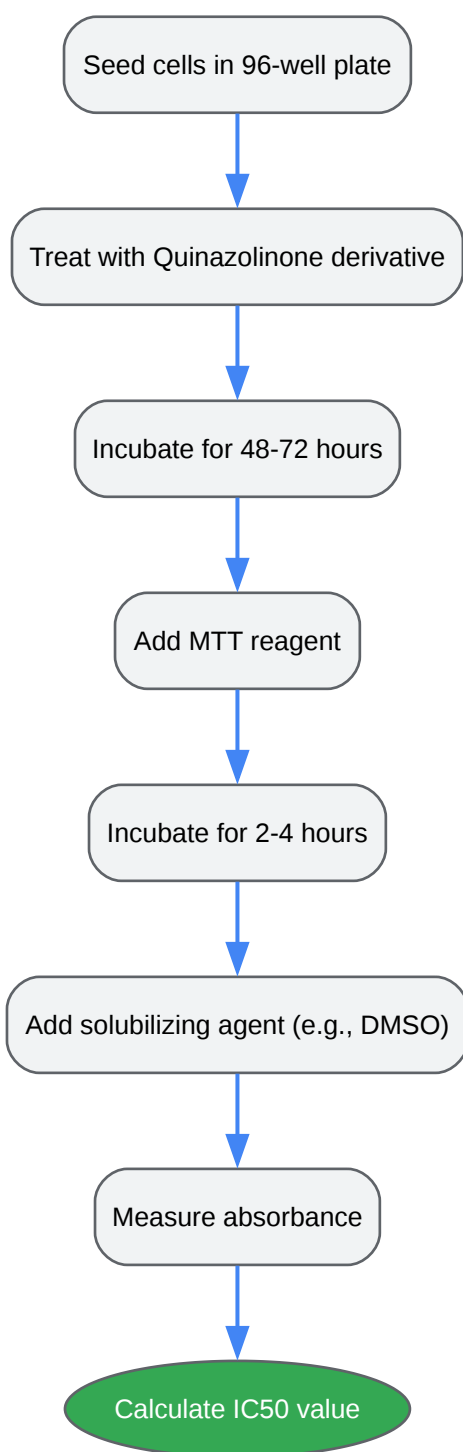 Seed cells in 96-well plate
Treat with Quinazolinone derivative
Incubate for 48-72 hours
Add MTT reagent
Incubate for 2-4 hours
Add solubilizing agent (e.g., DMSO)
Measure absorbance
Calculate IC50 value